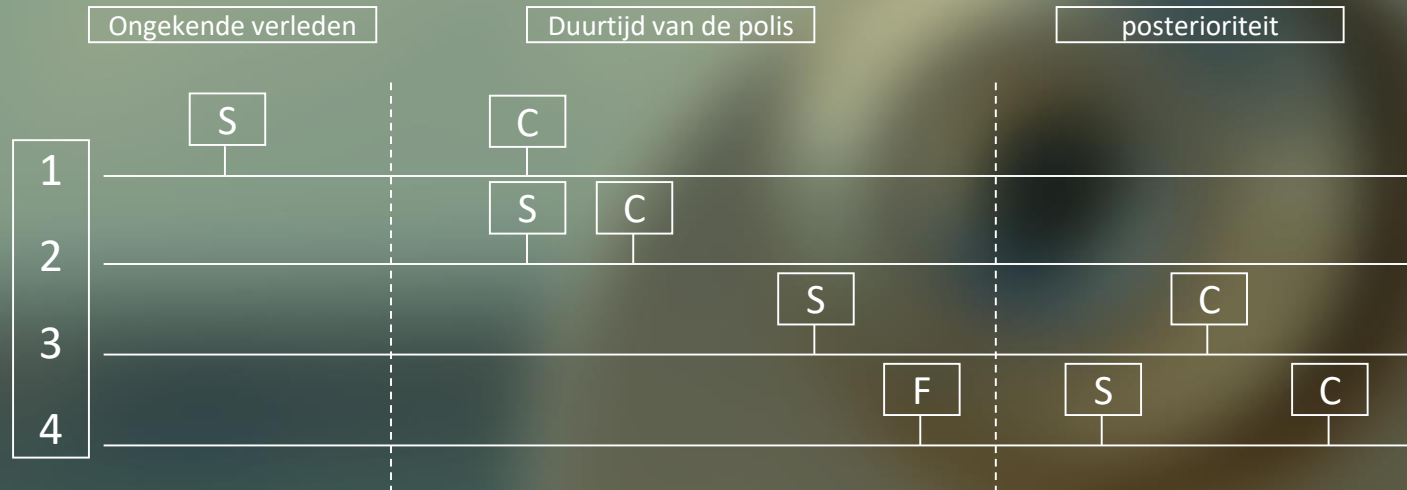 Ongekende verleden
Duurtijd van de polis
posterioriteit
S
C
1
S
C
2
S
C
3
F
S
C
4